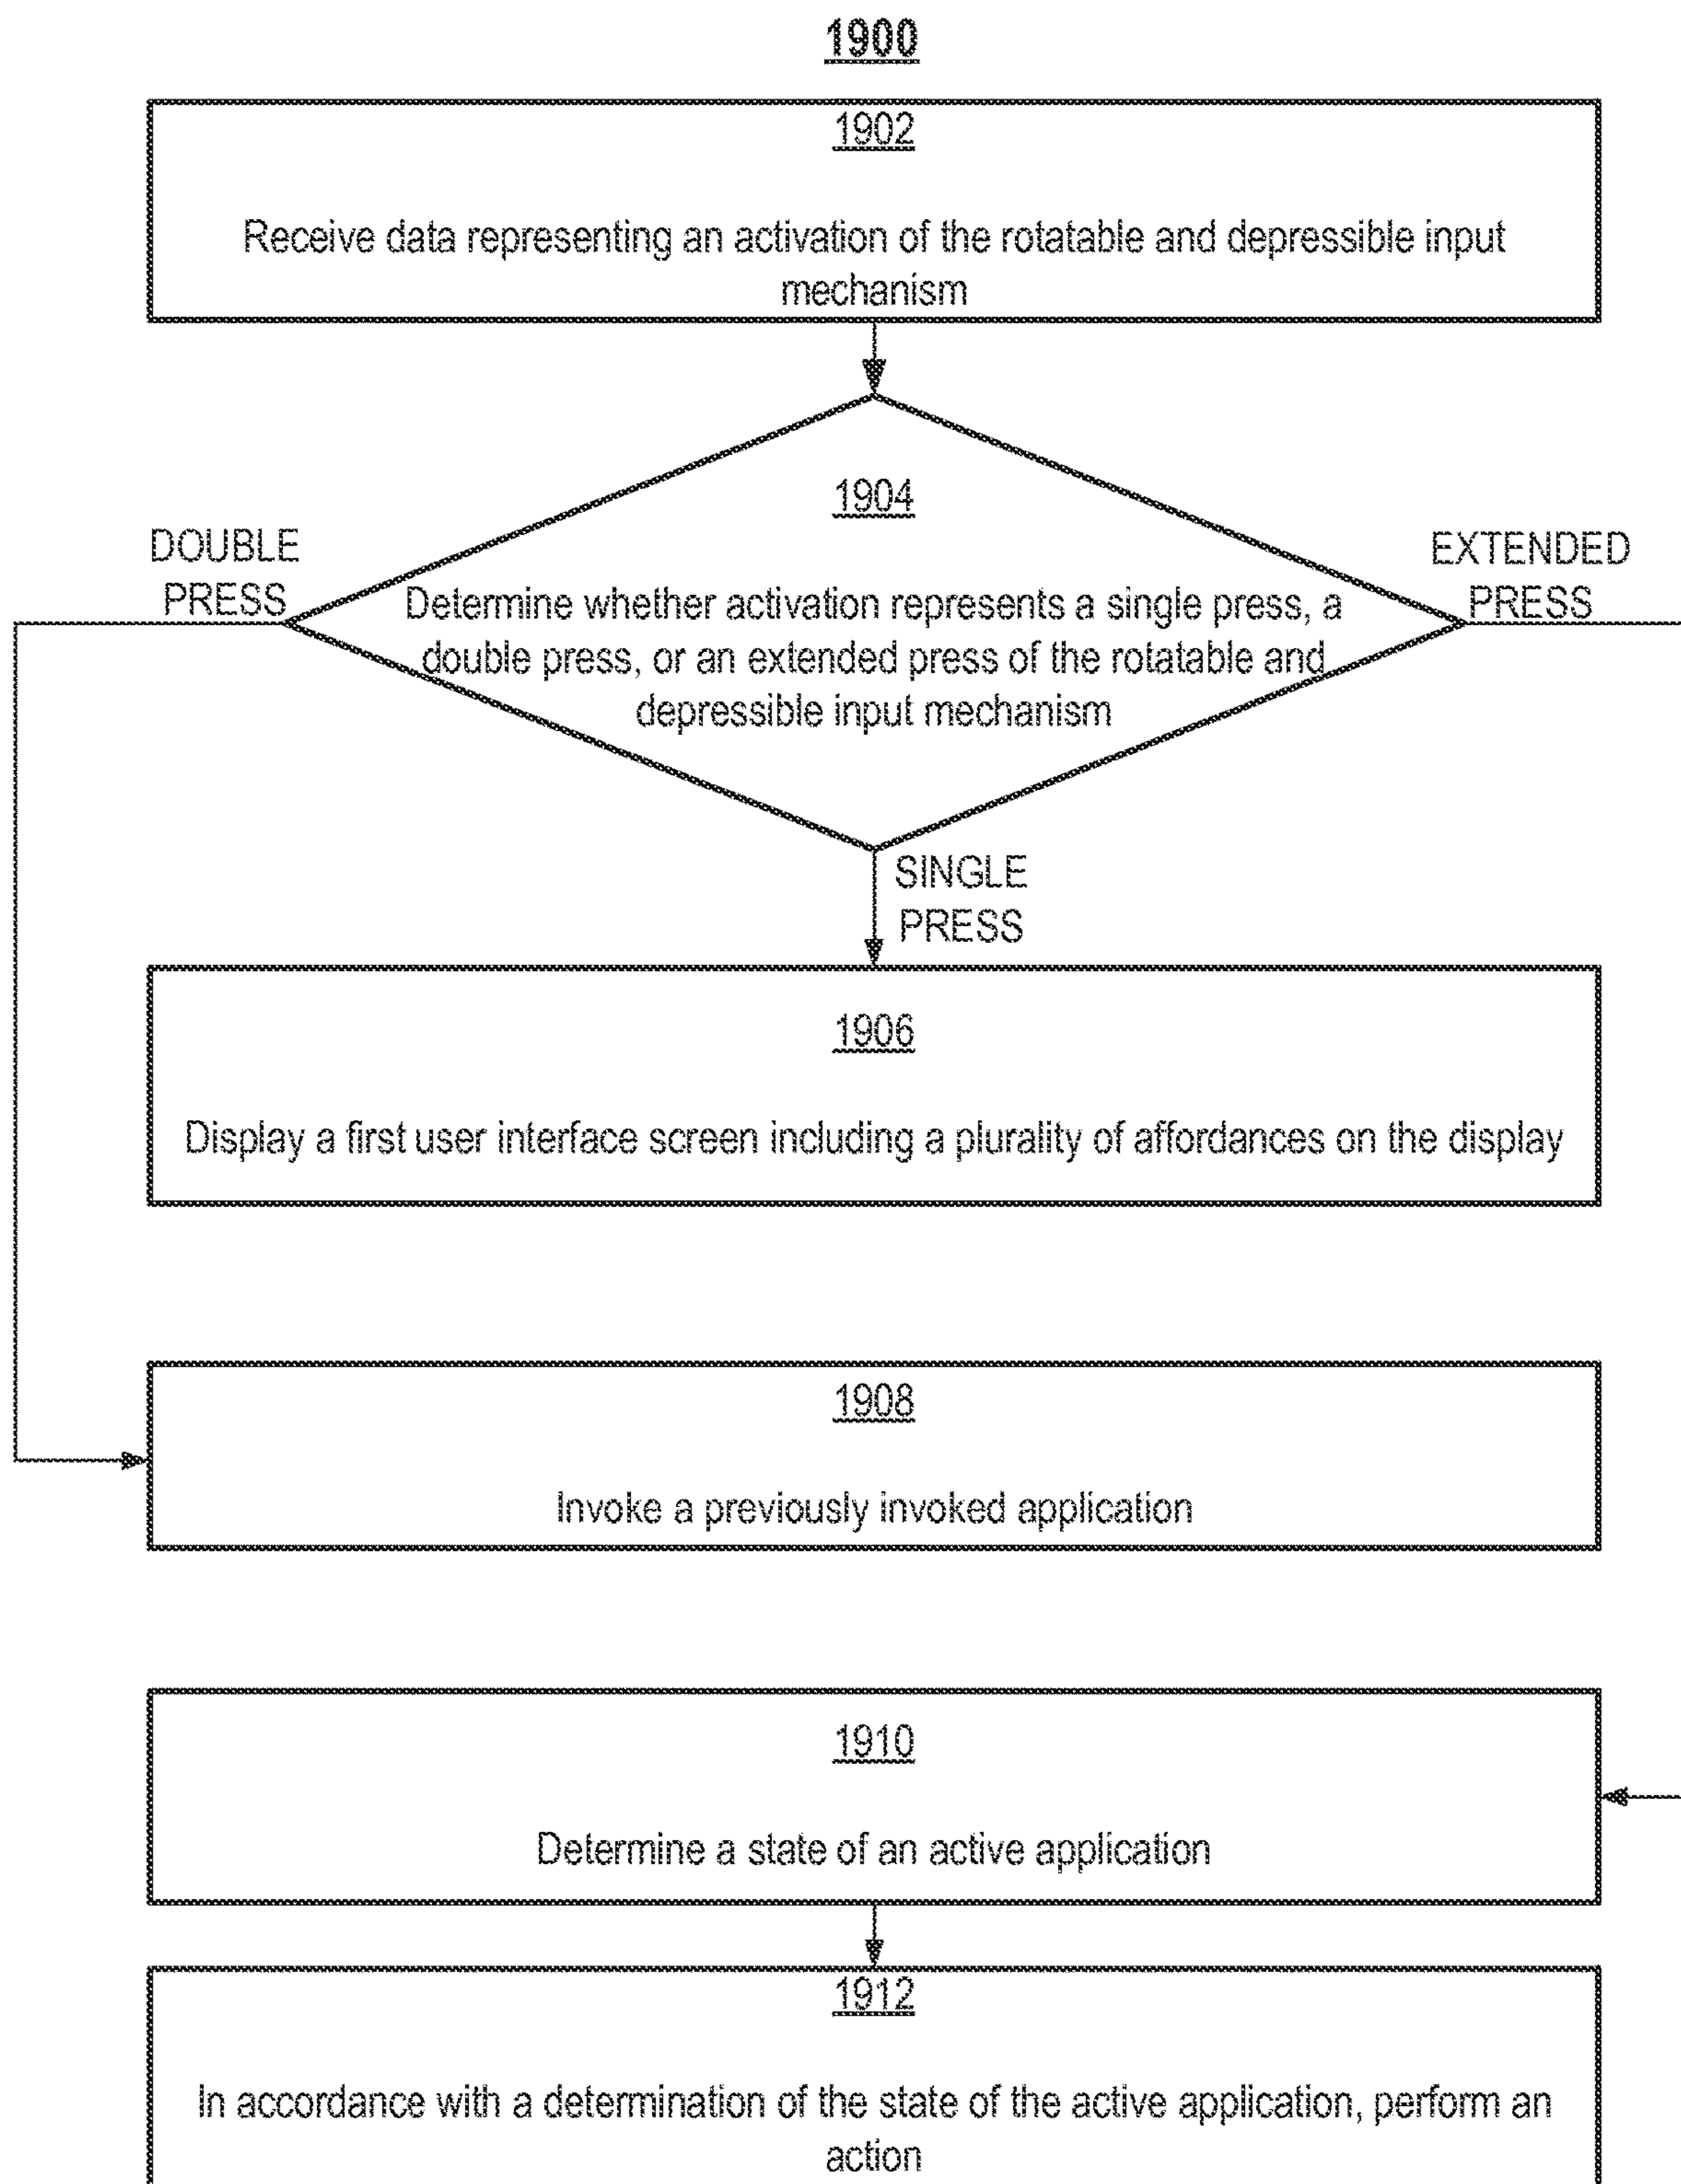 1900
1902
Receive data representing an activation of the rotatable and depressible input
mechanism
1904
DOUBLE
PRESS
EXTENDED
PRESS
Determine whether activation represents a single press, a
double press, or an extended press of the rotatable and
depressible input mechanism
SINGLE
PRESS
1906
Display a first user interface screen including a plurality of affordances on the display
1908
Invoke a previously invoked application
1910
Determine a state of an active application
1912
In accordance with a determination of the state of the active application, perform an
action